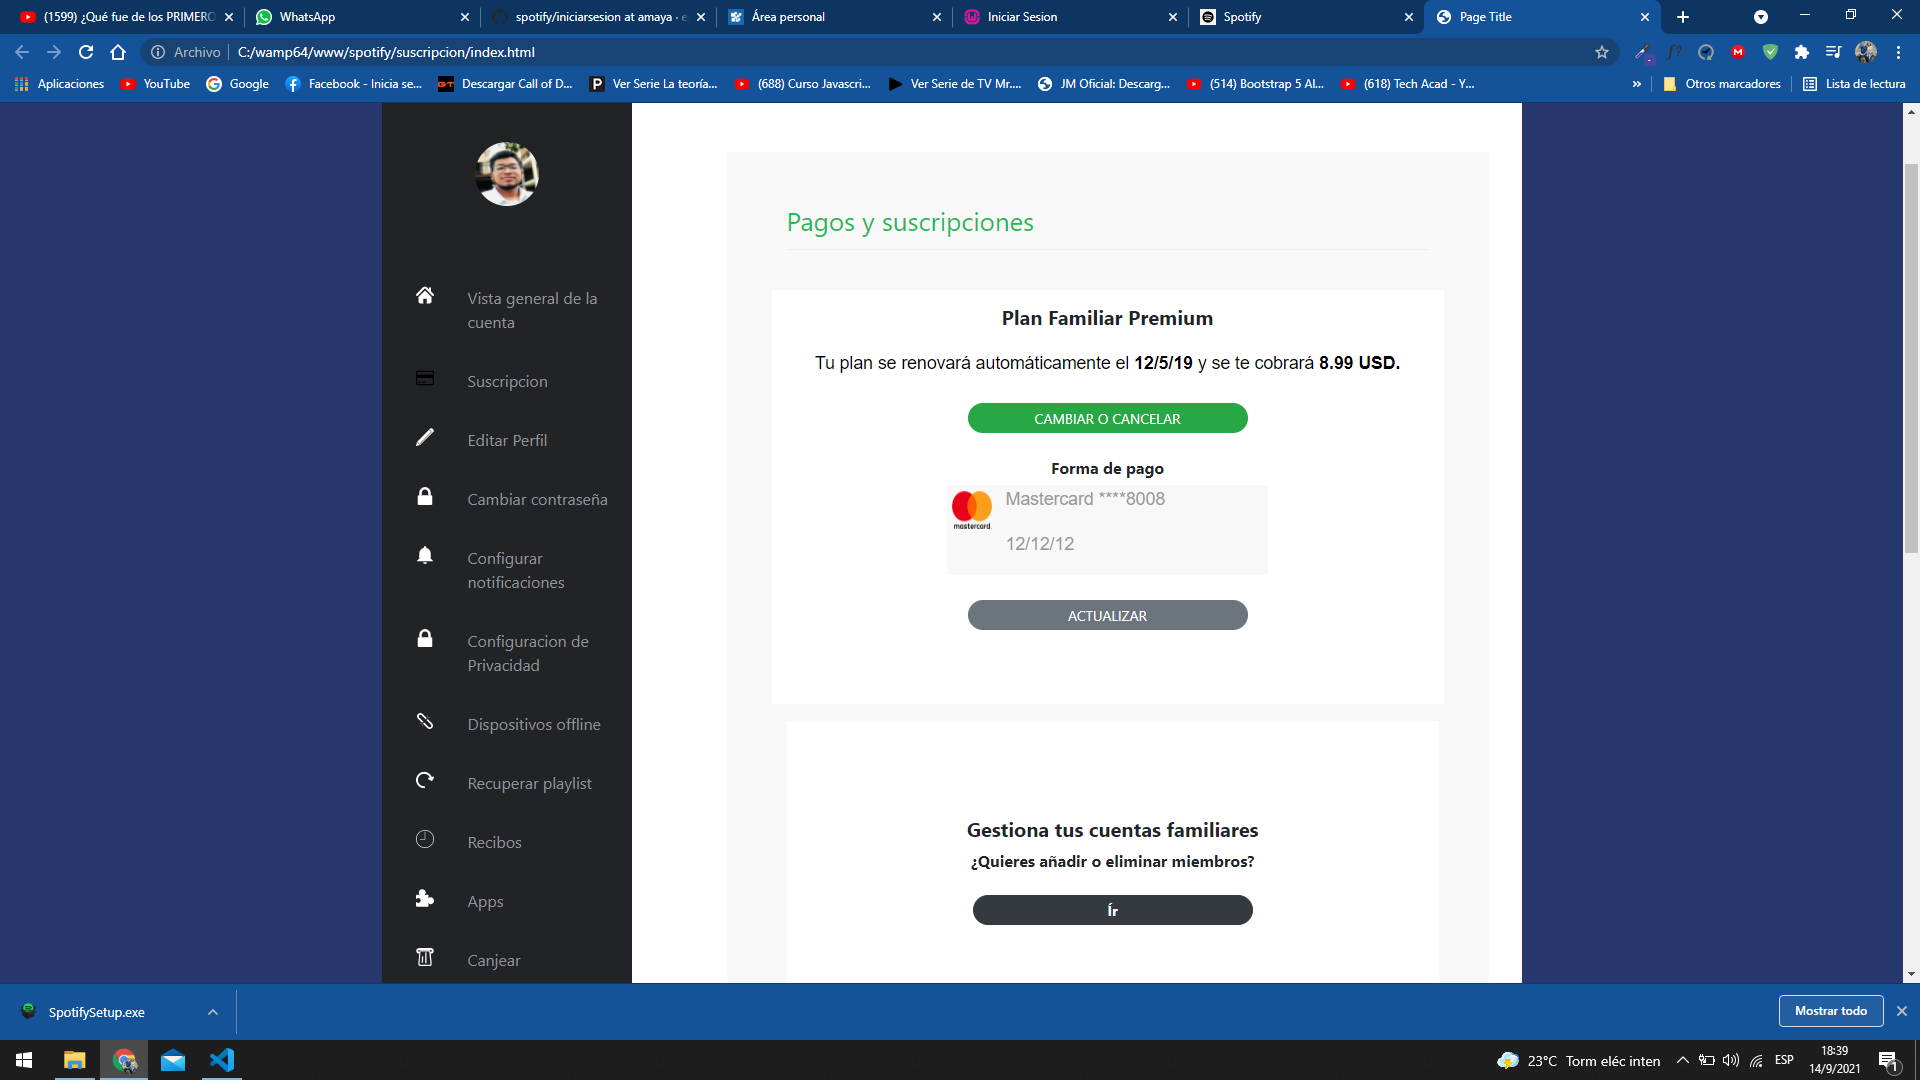 (1599) ¿Qué fue de los PRIMERO
WhatsApp
spotify/iniciarsesion at amaya · e
Área personal
Iniciar Sesion
Spotify
Page Title
Archivo
C:/wamp64/www/spotify/suscripcion/index.html
Aplicaciones
YouTube
Google
Facebook - Inicia se...
Descargar Call of D...
Ver Serie La teoría...
(688) Curso Javascri...
Ver Serie de TV Mr....
JM Oficial: Descarg...
(514) Bootstrap 5 Al...
(618) Tech Acad - Y...
»
Otros marcadores
Lista de lectura
Vista general de la
cuenta
Suscripcion
Editar Perfil
Cambiar contraseña
Configurar
notificaciones
Configuracion de
Privacidad
Dispositivos offline
Recuperar playlist
Recibos
Apps
Canjear
Pagos y suscripciones
Plan Familiar Premium
Tu plan se renovará automáticamente el 12/5/19 y se te cobrará 8.99 USD.
CAMBIAR O CANCELAR
Forma de pago
mastercard.
Mastercard ****8008
12/12/12
ACTUALIZAR
Gestiona tus cuentas familiares
¿Quieres añadir o eliminar miembros?
Ír
SpotifySetup.exe
Mostrar todo
23°C Torm eléc inten
ESP
18:39
14/9/2021
1